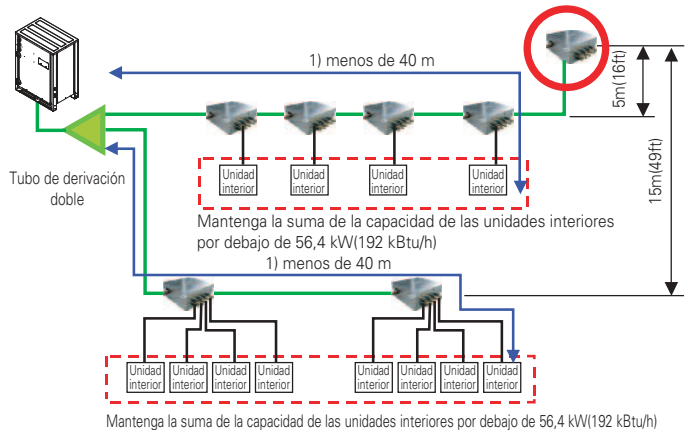 1) menos de 40 m
5m(16ft)
15m(49ft)
Tubo de derivación
doble
Unidad
interior
Unidad
interior
Unidad
interior
Unidad
interior
Mantenga la suma de la capacidad de las unidades interiores
por debajo de 56,4 kW(192 kBtu/h)
1) menos de 40 m
Unidad
interior
Unidad
interior
Unidad
interior
Unidad
interior
Unidad
interior
Unidad
interior
Unidad
interior
Unidad
interior
Mantenga la suma de la capacidad de las unidades interiores por debajo de 56,4 kW(192 kBtu/h)